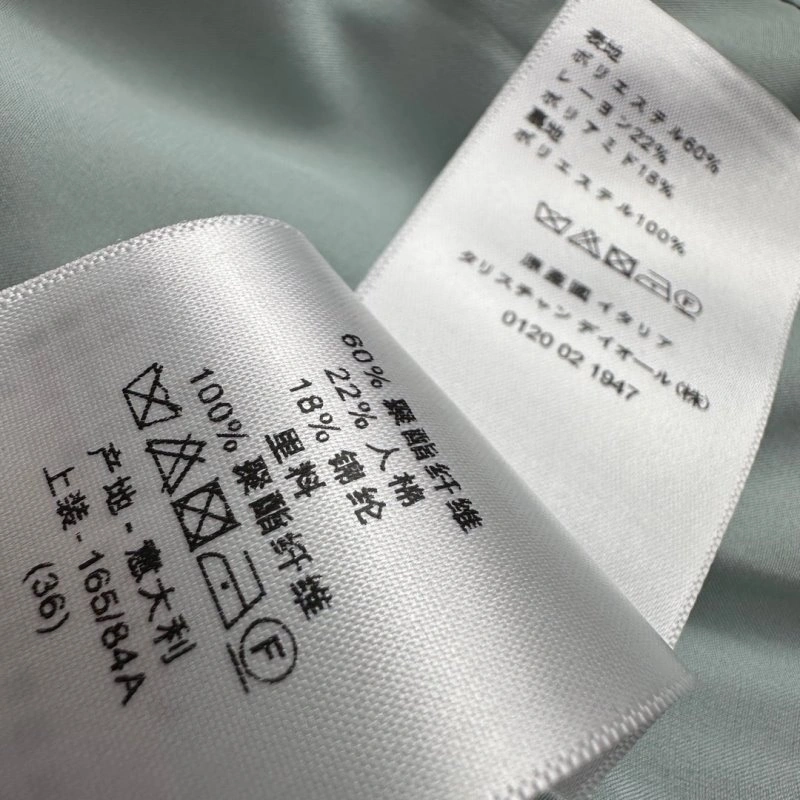 表地
ポリエステル60%
レーヨン22%
ポリアミド18%
裏地
ポリエステル100%
F
原産國 イタリア
タリスチャン ディオール(株)
0120 02 1947
60% 聚酯纤维
22% 人棉
18% 锎纶
里料
100% 聚酯纤维
F
产地-意大利
上装-165/84A
(36)